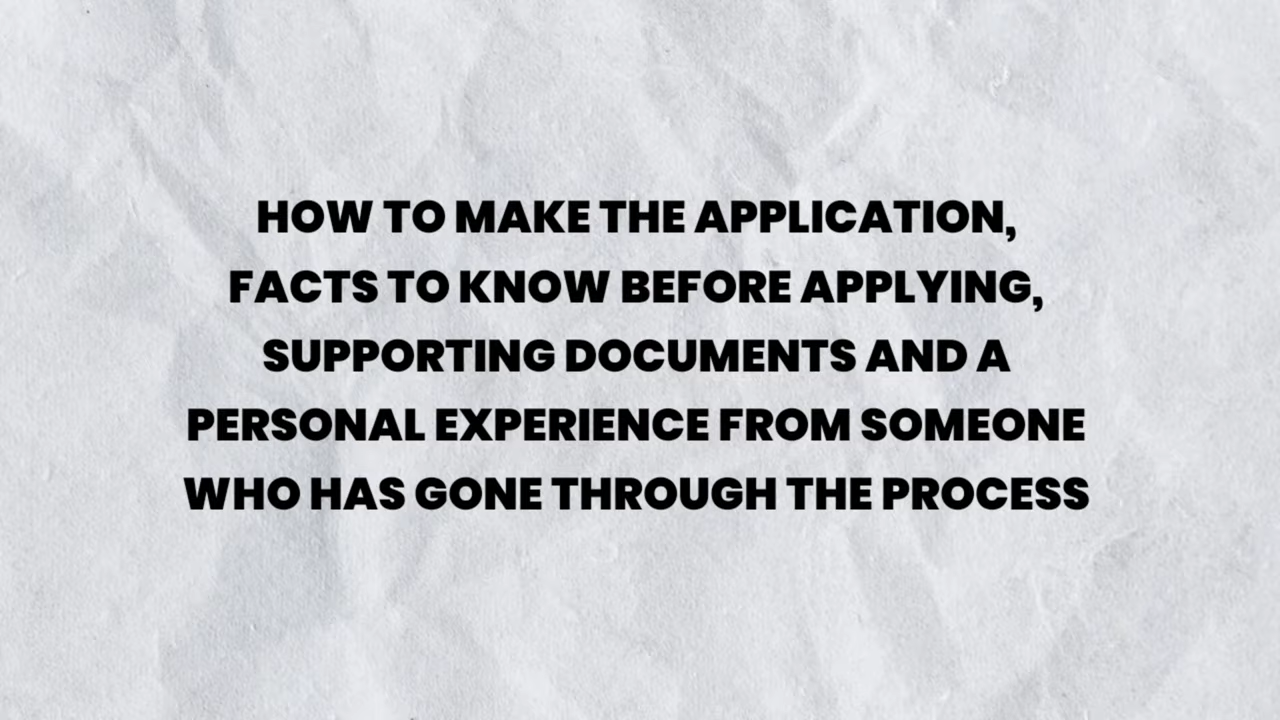 HOW TO MAKE THE APPLICATION,
FACTS TO KNOW BEFORE APPLYING,
SUPPORTING DOCUMENTS AND A
PERSONAL EXPERIENCE FROM SOMEONE
WHO HAS GONE THROUGH THE PROCESS